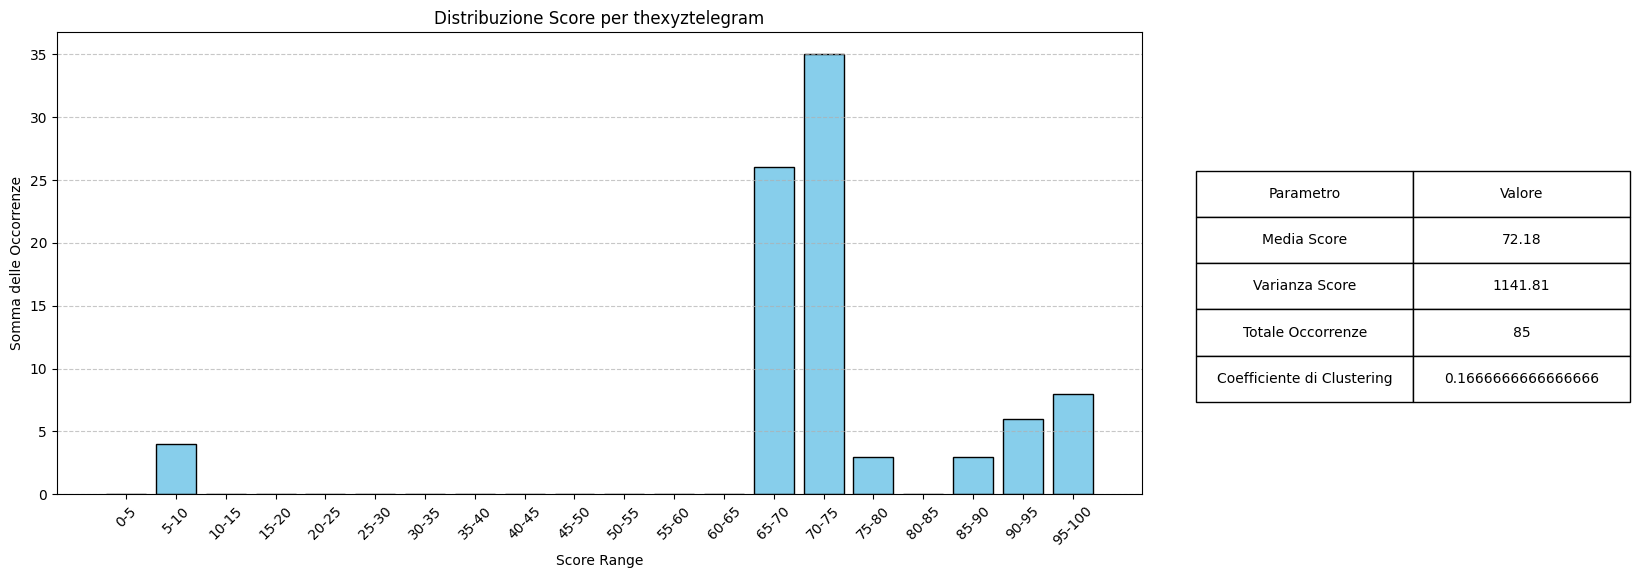 Distribuzione Score per thexyztelegram
Somma delle Occorrenze
35
30
25
20
15
10
5
0
0-5 5-10 10-15 15-20 20-25 25-30 30-35 35-40 40-45 45-50 50-55 55-60 60-65 65-70 70-75 75-80 80-85 85-90 90-95 95-100
Score Range
Parametro Valore
Media Score 72.18
Varianza Score 1141.81
Totale Occorrenze 85
Coefficiente di Clustering 0.1666666666666666